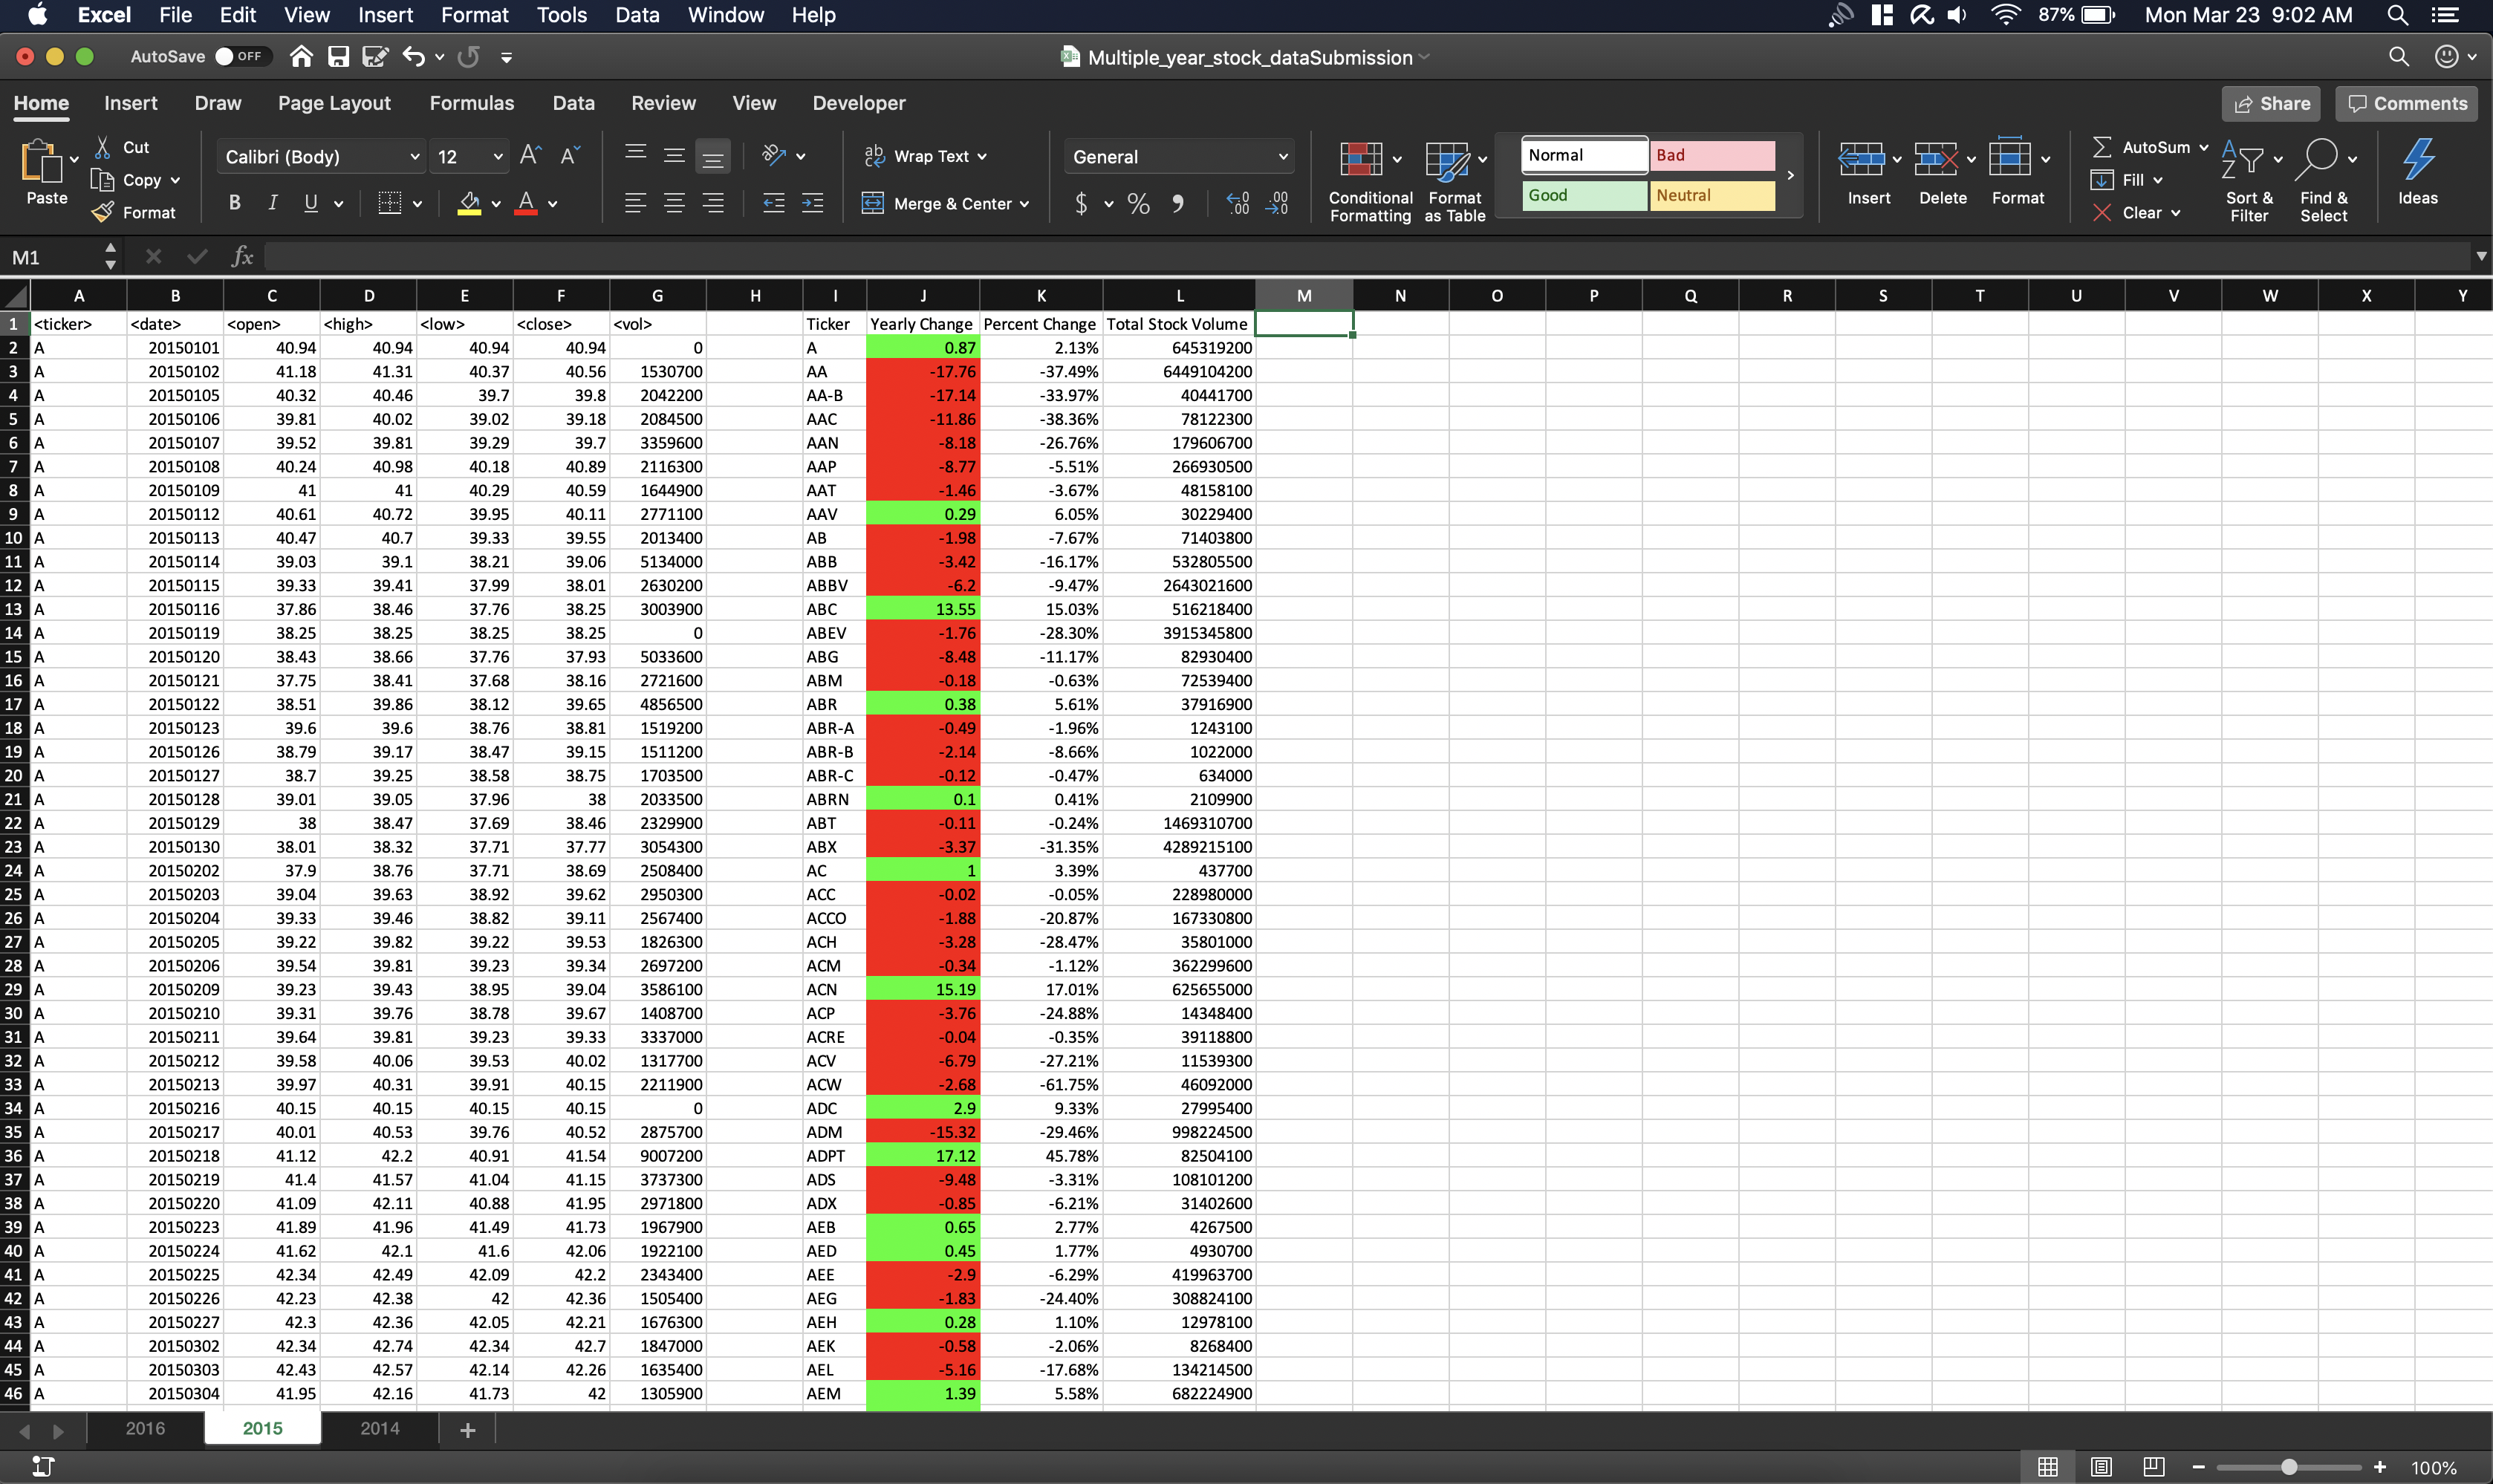 Excel File Edit View Insert Format Tools Data Window Help 87% Mon Mar 23 9:02 AM
AutoSave OFF Multiple_year_stock_dataSubmission
Home Insert Draw Page Layout Formulas Data Review View Developer Share Comments
Paste Cut Copy Format Calibri (Body) 12 Wrap Text General Conditional Formatting Format as Table Normal Bad Insert Delete Format AutoSum Fill Clear Sort & Filter Find & Select Ideas
B I U A Merge & Center $ % Good Neutral
M1 fx
A B C D E F G H I J K L M N O P Q R S T U V W X Y
1 <ticker> <date> <open> <high> <low> <close> <vol> Ticker Yearly Change Percent Change Total Stock Volume
2 A 20150101 40.94 40.94 40.94 40.94 0 A 0.87 2.13% 645319200
3 A 20150102 41.18 41.31 40.37 40.56 1530700 AA -17.76 -37.49% 6449104200
4 A 20150105 40.32 40.46 39.7 39.8 2042200 AA-B -17.14 -33.97% 40441700
5 A 20150106 39.81 40.02 39.02 39.18 2084500 AAC -11.86 -38.36% 78122300
6 A 20150107 39.52 39.81 39.29 39.7 3359600 AAN -8.18 -26.76% 179606700
7 A 20150108 40.24 40.98 40.18 40.89 2116300 AAP -8.77 -5.51% 266930500
8 A 20150109 41 41 40.29 40.59 1644900 AAT -1.46 -3.67% 48158100
9 A 20150112 40.61 40.72 39.95 40.11 2771100 AAV 0.29 6.05% 30229400
10 A 20150113 40.47 40.7 39.33 39.55 2013400 AB -1.98 -7.67% 71403800
11 A 20150114 39.03 39.1 38.21 39.06 5134000 ABB -3.42 -16.17% 532805500
12 A 20150115 39.33 39.41 37.99 38.01 2630200 ABBV -6.2 -9.47% 2643021600
13 A 20150116 37.86 38.46 37.76 38.25 3003900 ABC 13.55 15.03% 516218400
14 A 20150119 38.25 38.25 38.25 38.25 0 ABEV -1.76 -28.30% 3915345800
15 A 20150120 38.43 38.66 37.76 37.93 5033600 ABG -8.48 -11.17% 82930400
16 A 20150121 37.75 38.41 37.68 38.16 2721600 ABM -0.18 -0.63% 72539400
17 A 20150122 38.51 39.86 38.12 39.65 4856500 ABR 0.38 5.61% 37916900
18 A 20150123 39.6 39.6 38.76 38.81 1519200 ABR-A -0.49 -1.96% 1243100
19 A 20150126 38.79 39.17 38.47 39.15 1511200 ABR-B -2.14 -8.66% 1022000
20 A 20150127 38.7 39.25 38.58 38.75 1703500 ABR-C -0.12 -0.47% 634000
21 A 20150128 39.01 39.05 37.96 38 2033500 ABRN 0.1 0.41% 2109900
22 A 20150129 38 38.47 37.69 38.46 2329900 ABT -0.11 -0.24% 1469310700
23 A 20150130 38.01 38.32 37.71 37.77 3054300 ABX -3.37 -31.35% 4289215100
24 A 20150202 37.9 38.76 37.71 38.69 2508400 AC 1 3.39% 437700
25 A 20150203 39.04 39.63 38.92 39.62 2950300 ACC -0.02 -0.05% 228980000
26 A 20150204 39.33 39.46 38.82 39.11 2567400 ACCO -1.88 -20.87% 167330800
27 A 20150205 39.22 39.82 39.22 39.53 1826300 ACH -3.28 -28.47% 35801000
28 A 20150206 39.54 39.81 39.23 39.34 2697200 ACM -0.34 -1.12% 362299600
29 A 20150209 39.23 39.43 38.95 39.04 3586100 ACN 15.19 17.01% 625655000
30 A 20150210 39.31 39.76 38.78 39.67 1408700 ACP -3.76 -24.88% 14348400
31 A 20150211 39.64 39.81 39.23 39.33 3337000 ACRE -0.04 -0.35% 39118800
32 A 20150212 39.58 40.06 39.53 40.02 1317700 ACV -6.79 -27.21% 11539300
33 A 20150213 39.97 40.31 39.91 40.15 2211900 ACW -2.68 -61.75% 46092000
34 A 20150216 40.15 40.15 40.15 40.15 0 ADC 2.9 9.33% 27995400
35 A 20150217 40.01 40.53 39.76 40.52 2875700 ADM -15.32 -29.46% 998224500
36 A 20150218 41.12 42.2 40.91 41.54 9007200 ADPT 17.12 45.78% 82504100
37 A 20150219 41.4 41.57 41.04 41.15 3737300 ADS -9.48 -3.31% 108101200
38 A 20150220 41.09 42.11 40.88 41.95 2971800 ADX -0.85 -6.21% 31402600
39 A 20150223 41.89 41.96 41.49 41.73 1967900 AEB 0.65 2.77% 4267500
40 A 20150224 41.62 42.1 41.6 42.06 1922100 AED 0.45 1.77% 4930700
41 A 20150225 42.34 42.49 42.09 42.2 2343400 AEE -2.9 -6.29% 419963700
42 A 20150226 42.23 42.38 42 42.36 1505400 AEG -1.83 -24.40% 308824100
43 A 20150227 42.3 42.36 42.05 42.21 1676300 AEH 0.28 1.10% 12978100
44 A 20150302 42.34 42.74 42.34 42.7 1847000 AEK -0.58 -2.06% 8268400
45 A 20150303 42.43 42.57 42.14 42.26 1635400 AEL -5.16 -17.68% 134214500
46 A 20150304 41.95 42.16 41.73 42 1305900 AEM 1.39 5.58% 682224900
2016 2015 2014 +
100%